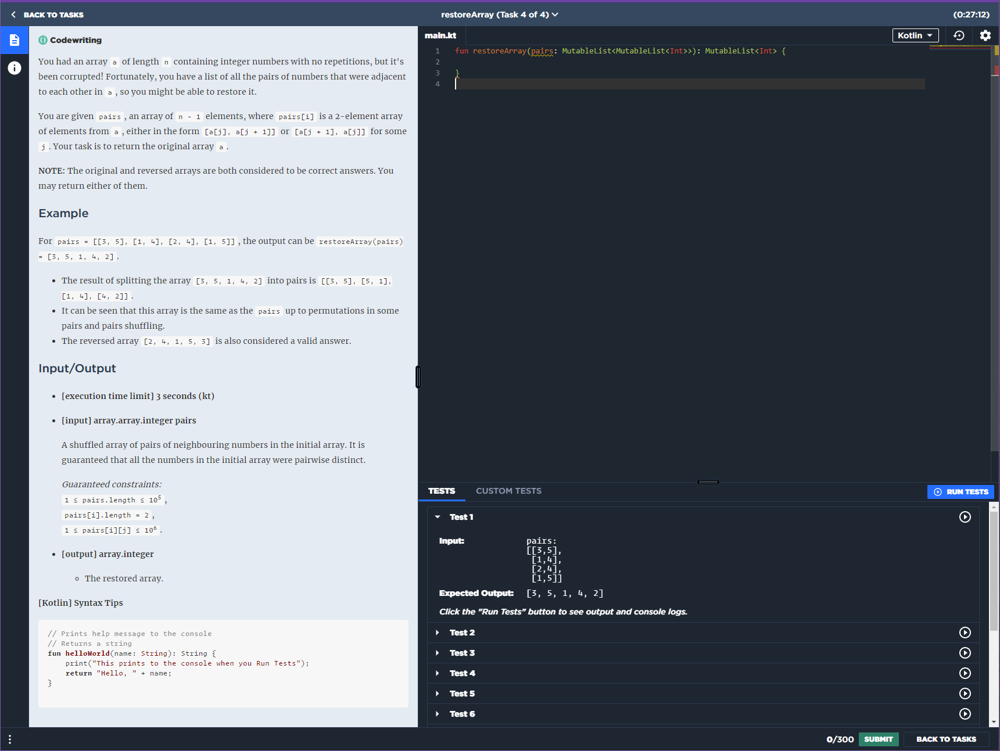 BACK TO TASKS
restoreArray (Task 4 of 4)
(0:27:12)
Codewriting
You had an array a of length n containing integer numbers with no repetitions, but it's
been corrupted! Fortunately, you have a list of all the pairs of numbers that were adjacent
to each other in a, so you might be able to restore it.
You are given pairs, an array of n - 1 elements, where pairs[i] is a 2-element array
of elements from a, either in the form [a[j], a[j + 1]] or [a[j + 1], a[j]] for some
j. Your task is to return the original array a.
NOTE: The original and reversed arrays are both considered to be correct answers. You
may return either of them.
Example
For pairs = [[3, 5], [1, 4], [2, 4], [1, 5]], the output can be restoreArray(pairs)
= [3, 5, 1, 4, 2].
• The result of splitting the array [3, 5, 1, 4, 2] into pairs is [[3, 5], [5, 1],
[1, 4], [4, 2]].
• It can be seen that this array is the same as the pairs up to permutations in some
pairs and pairs shuffling.
• The reversed array [2, 4, 1, 5, 3] is also considered a valid answer.
Input/Output
• [execution time limit] 3 seconds (kt)
• [input] array.array.integer pairs
A shuffled array of pairs of neighbouring numbers in the initial array. It is
guaranteed that all the numbers in the initial array were pairwise distinct.
Guaranteed constraints:
1 ≤ pairs.length ≤ 10⁵,
pairs[i].length = 2,
1 ≤ pairs[i][j] ≤ 10⁶.
• [output] array.integer
◦ The restored array.
[Kotlin] Syntax Tips
// Prints help message to the console
// Returns a string
fun helloWorld(name: String): String {
print("This prints to the console when you Run Tests");
return "Hello, " + name;
}
main.kt
Kotlin
1 fun restoreArray(pairs: MutableList<MutableList<Int>>): MutableList<Int> {
2
3 }
4
TESTS
CUSTOM TESTS
RUN TESTS
Test 1
Input:
pairs:
[[3,5],
[1,4],
[2,4],
[1,5]]
Expected Output: [3, 5, 1, 4, 2]
Click the "Run Tests" button to see output and console logs.
Test 2
Test 3
Test 4
Test 5
Test 6
0/300
SUBMIT
BACK TO TASKS